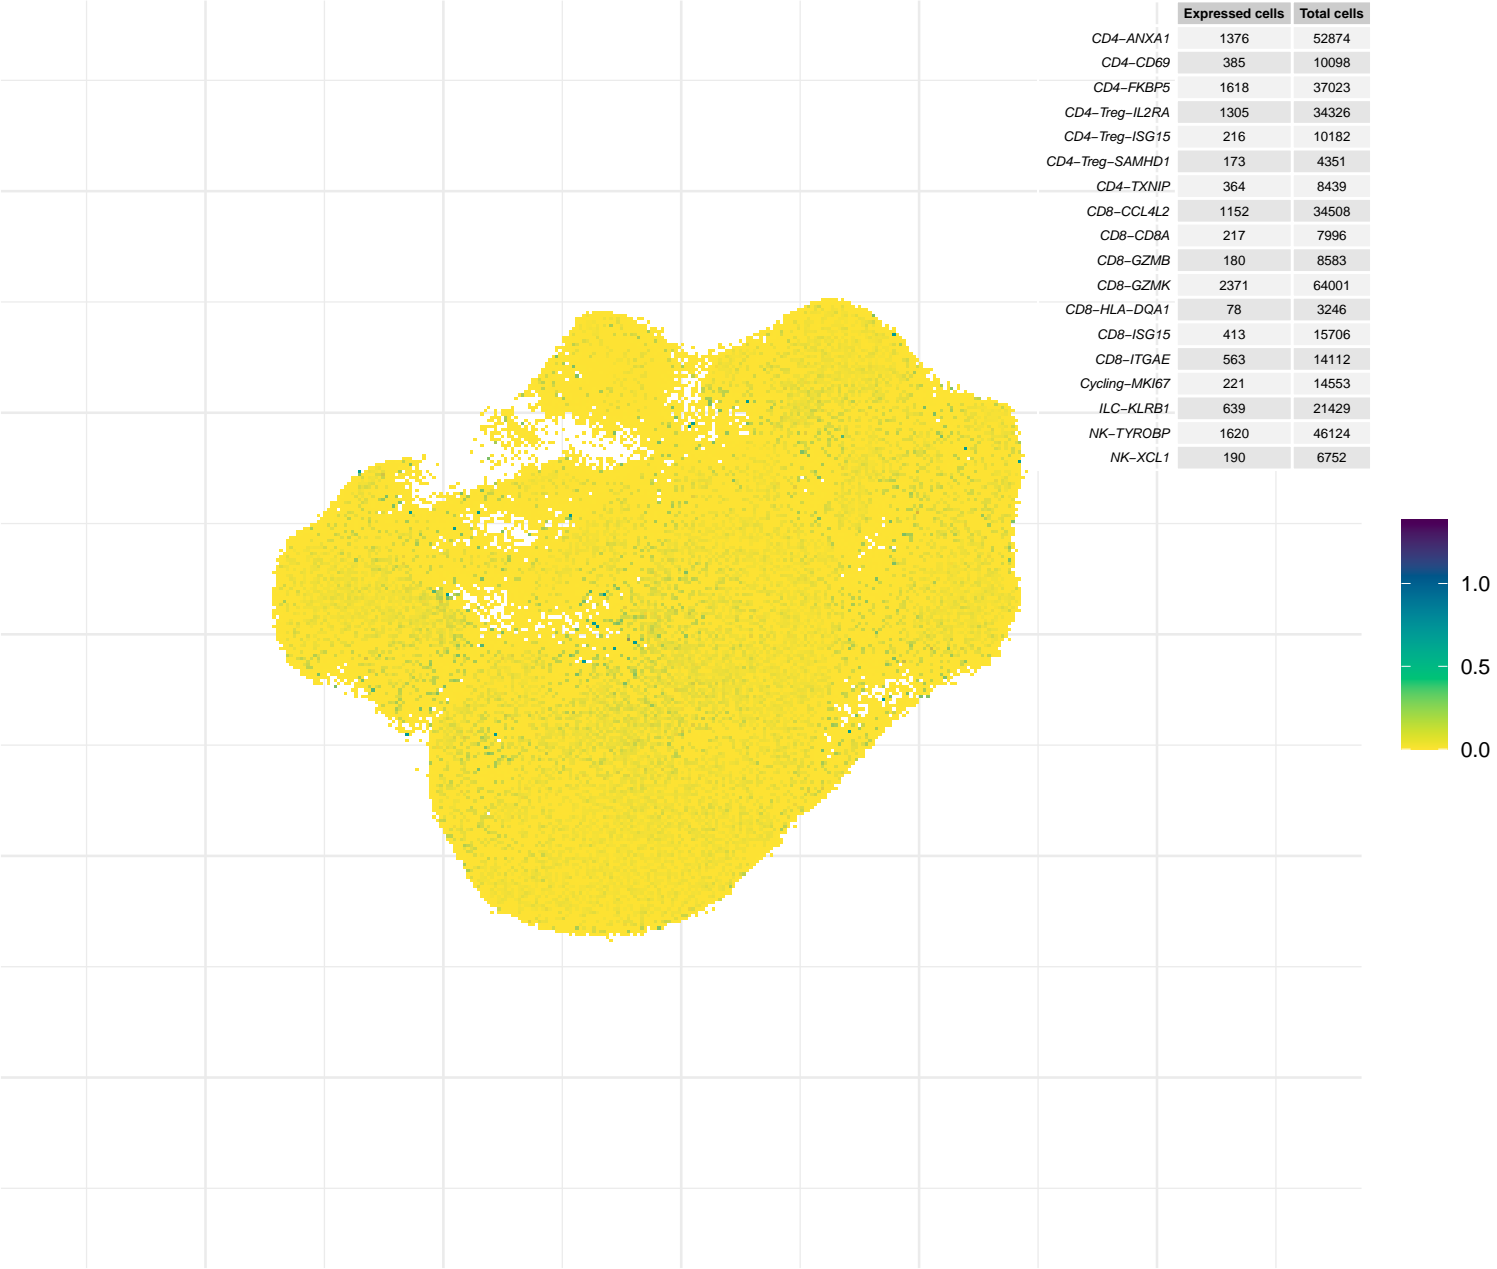 Expressed cells Total cells
CD4−ANXA1 1376 52874
CD4−CD69 385 10098
CD4−FKBP5 1618 37023
CD4−Treg−IL2RA 1305 34326
CD4−Treg−ISG15 216 10182
CD4−Treg−SAMHD1 173 4351
CD4−TXNIP 364 8439
CD8−CCL4L2 1152 34508
CD8−CD8A 217 7996
CD8−GZMB 180 8583
CD8−GZMK 2371 64001
CD8−HLA−DQA1 78 3246
CD8−ISG15 413 15706
CD8−ITGAE 563 14112
Cycling−MKI67 221 14553
ILC−KLRB1 639 21429
NK−TYROBP 1620 46124
NK−XCL1 190 6752
1.0
0.5
0.0